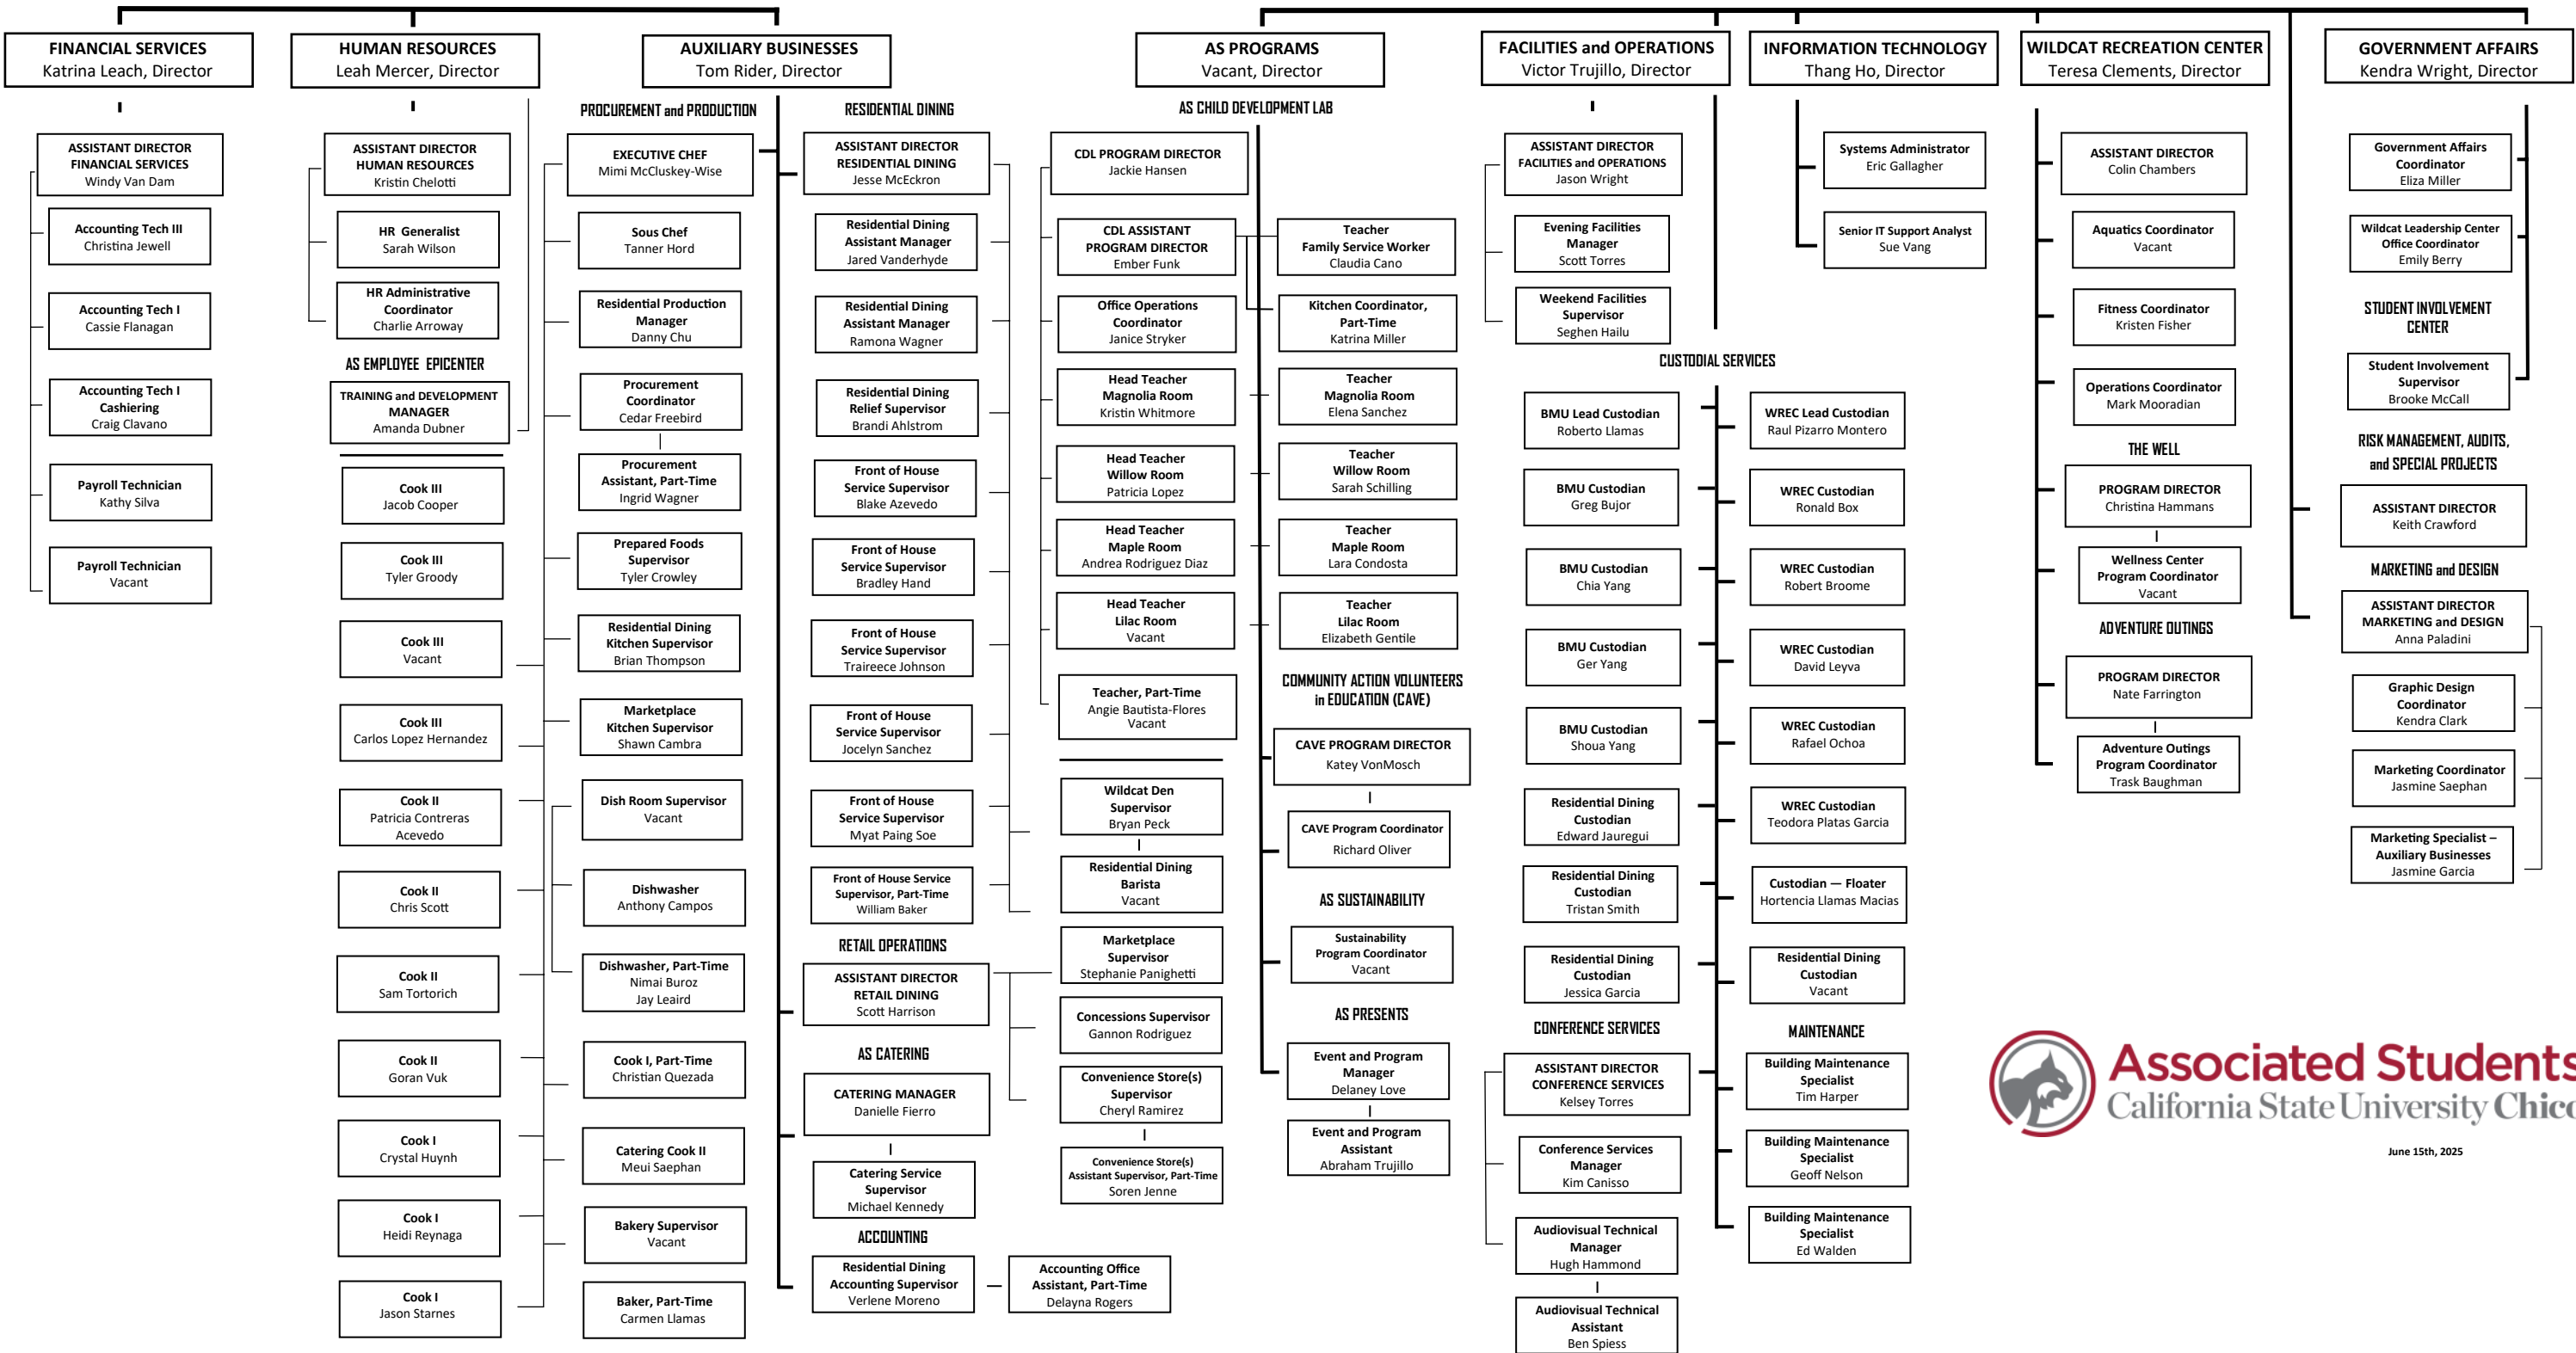 FINANCIAL SERVICES
Katrina Leach, Director
HUMAN RESOURCES
Leah Mercer, Director
AUXILIARY BUSINESSES
Tom Rider, Director
AS PROGRAMS
Vacant, Director
FACILITIES and OPERATIONS
Victor Trujillo, Director
INFORMATION TECHNOLOGY
Thang Ho, Director
WILDCAT RECREATION CENTER
Teresa Clements, Director
GOVERNMENT AFFAIRS
Kendra Wright, Director
ASSISTANT DIRECTOR
FINANCIAL SERVICES
Windy Van Dam
Accounting Tech III
Christina Jewell
Accounting Tech I
Cassie Flanagan
Accounting Tech I
Cashiering
Craig Clavano
Payroll Technician
Kathy Silva
Payroll Technician
Vacant
ASSISTANT DIRECTOR
HUMAN RESOURCES
Kristin Chelotti
HR Generalist
Sarah Wilson
HR Administrative
Coordinator
Charlie Arroway
AS EMPLOYEE EPICENTER
TRAINING and DEVELOPMENT
MANAGER
Amanda Dubner
Cook III
Jacob Cooper
Cook III
Tyler Groody
Cook III
Vacant
Cook III
Carlos Lopez Hernandez
Cook II
Patricia Contreras
Acevedo
Cook II
Chris Scott
Cook II
Sam Tortorich
Cook II
Goran Vuk
Cook I
Crystal Huynh
Cook I
Heidi Reynaga
Cook I
Jason Starnes
PROCUREMENT and PRODUCTION
EXECUTIVE CHEF
Mimi McCluskey-Wise
Sous Chef
Tanner Hord
Residential Production
Manager
Danny Chu
Procurement
Coordinator
Cedar Freebird
Procurement
Assistant, Part-Time
Ingrid Wagner
Prepared Foods
Supervisor
Tyler Crowley
Residential Dining
Kitchen Supervisor
Brian Thompson
Marketplace
Kitchen Supervisor
Shawn Cambra
Dish Room Supervisor
Vacant
Dishwasher
Anthony Campos
Dishwasher, Part-Time
Nimai Buroz
Jay Leaird
Cook I, Part-Time
Christian Quezada
Catering Cook II
Meui Saephan
Bakery Supervisor
Vacant
Baker, Part-Time
Carmen Llamas
RESIDENTIAL DINING
ASSISTANT DIRECTOR
RESIDENTIAL DINING
Jesse McEckron
Residential Dining
Assistant Manager
Jared Vanderhyde
Residential Dining
Assistant Manager
Ramona Wagner
Residential Dining
Relief Supervisor
Brandi Ahlstrom
Front of House
Service Supervisor
Blake Azevedo
Front of House
Service Supervisor
Bradley Hand
Front of House
Service Supervisor
Traireece Johnson
Front of House
Service Supervisor
Jocelyn Sanchez
Front of House
Service Supervisor
Myat Paing Soe
Front of House Service
Supervisor, Part-Time
William Baker
RETAIL OPERATIONS
ASSISTANT DIRECTOR
RETAIL DINING
Scott Harrison
AS CATERING
CATERING MANAGER
Danielle Fierro
Catering Service
Supervisor
Michael Kennedy
ACCOUNTING
Residential Dining
Accounting Supervisor
Verlene Moreno
Accounting Office
Assistant, Part-Time
Delayna Rogers
AS CHILD DEVELOPMENT LAB
CDL PROGRAM DIRECTOR
Jackie Hansen
CDL ASSISTANT
PROGRAM DIRECTOR
Ember Funk
Office Operations
Coordinator
Janice Stryker
Head Teacher
Magnolia Room
Kristin Whitmore
Head Teacher
Willow Room
Patricia Lopez
Head Teacher
Maple Room
Andrea Rodriguez Diaz
Head Teacher
Lilac Room
Vacant
Teacher, Part-Time
Angie Bautista-Flores
Vacant
Wildcat Den
Supervisor
Bryan Peck
Residential Dining
Barista
Vacant
Marketplace
Supervisor
Stephanie Panighetti
Concessions Supervisor
Gannon Rodriguez
Convenience Store(s)
Supervisor
Cheryl Ramirez
Convenience Store(s)
Assistant Supervisor, Part-Time
Soren Jenne
Teacher
Family Service Worker
Claudia Cano
Kitchen Coordinator,
Part-Time
Katrina Miller
Teacher
Magnolia Room
Elena Sanchez
Teacher
Willow Room
Sarah Schilling
Teacher
Maple Room
Lara Condosta
Teacher
Lilac Room
Elizabeth Gentile
COMMUNITY ACTION VOLUNTEERS
in EDUCATION (CAVE)
CAVE PROGRAM DIRECTOR
Katey VonMosch
CAVE Program Coordinator
Richard Oliver
AS SUSTAINABILITY
Sustainability
Program Coordinator
Vacant
AS PRESENTS
Event and Program
Manager
Delaney Love
Event and Program
Assistant
Abraham Trujillo
ASSISTANT DIRECTOR
FACILITIES and OPERATIONS
Jason Wright
Evening Facilities
Manager
Scott Torres
Weekend Facilities
Supervisor
Seghen Hailu
CUSTODIAL SERVICES
BMU Lead Custodian
Roberto Llamas
BMU Custodian
Greg Bujor
BMU Custodian
Chia Yang
BMU Custodian
Ger Yang
BMU Custodian
Shoua Yang
Residential Dining
Custodian
Edward Jauregui
Residential Dining
Custodian
Tristan Smith
Residential Dining
Custodian
Jessica Garcia
CONFERENCE SERVICES
ASSISTANT DIRECTOR
CONFERENCE SERVICES
Kelsey Torres
Conference Services
Manager
Kim Canisso
Audiovisual Technical
Manager
Hugh Hammond
Audiovisual Technical
Assistant
Ben Spiess
WREC Lead Custodian
Raul Pizarro Montero
WREC Custodian
Ronald Box
WREC Custodian
Robert Broome
WREC Custodian
David Leyva
WREC Custodian
Rafael Ochoa
WREC Custodian
Teodora Platas Garcia
Custodian — Floater
Hortencia Llamas Macias
Residential Dining
Custodian
Vacant
MAINTENANCE
Building Maintenance
Specialist
Tim Harper
Building Maintenance
Specialist
Geoff Nelson
Building Maintenance
Specialist
Ed Walden
Systems Administrator
Eric Gallagher
Senior IT Support Analyst
Sue Vang
ASSISTANT DIRECTOR
Colin Chambers
Aquatics Coordinator
Vacant
Fitness Coordinator
Kristen Fisher
Operations Coordinator
Mark Mooradian
THE WELL
PROGRAM DIRECTOR
Christina Hammans
Wellness Center
Program Coordinator
Vacant
ADVENTURE OUTINGS
PROGRAM DIRECTOR
Nate Farrington
Adventure Outings
Program Coordinator
Trask Baughman
Government Affairs
Coordinator
Eliza Miller
Wildcat Leadership Center
Office Coordinator
Emily Berry
STUDENT INVOLVEMENT
CENTER
Student Involvement
Supervisor
Brooke McCall
RISK MANAGEMENT, AUDITS,
and SPECIAL PROJECTS
ASSISTANT DIRECTOR
Keith Crawford
MARKETING and DESIGN
ASSISTANT DIRECTOR
MARKETING and DESIGN
Anna Paladini
Graphic Design
Coordinator
Kendra Clark
Marketing Coordinator
Jasmine Saephan
Marketing Specialist –
Auxiliary Businesses
Jasmine Garcia
Associated Students
California State University Chico
June 15th, 2025